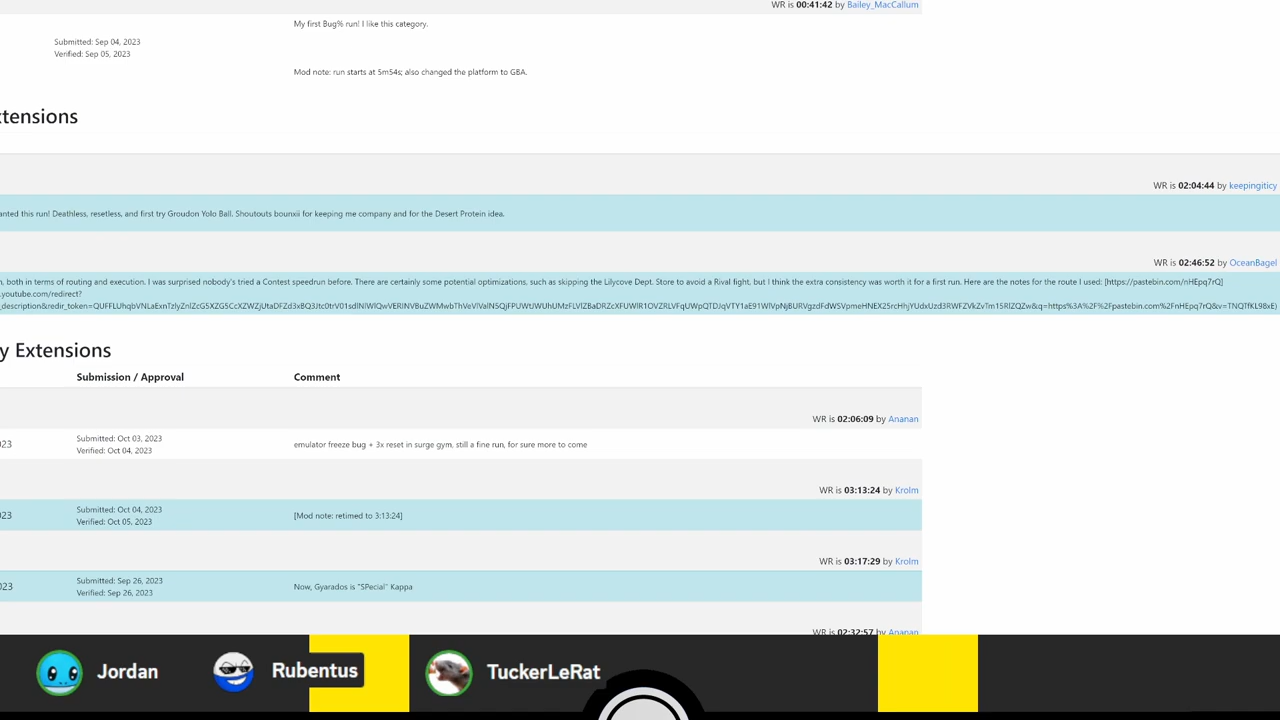 WR is 00:41:42 by Bailey_MacCallum
My first Bug% run! I like this category.
Submitted: Sep 04, 2023
Verified: Sep 05, 2023
Mod note: run starts at 5m54s; also changed the platform to GBA.
xtensions
WR is 02:04:44 by keepingiticy
anted this run! Deathless, resetless, and first try Groudon Yolo Ball. Shoutouts bounxii for keeping me company and for the Desert Protein idea.
WR is 02:46:52 by OceanBagel
n, both in terms of routing and execution. I was surprised nobody's tried a Contest speedrun before. There are certainly some potential optimizations, such as skipping the Lilycove Dept. Store to avoid a Rival fight, but I think the extra consistency was worth it for a first run. Here are the notes for the route I used: [https://pastebin.com/nHEpq7rQ]
.youtube.com/redirect?
y Extensions
Submission / Approval Comment
WR is 02:06:09 by Ananan
023 Submitted: Oct 03, 2023 emulator freeze bug + 3x reset in surge gym, still a fine run, for sure more to come
Verified: Oct 04, 2023
WR is 03:13:24 by Krolm
023 Submitted: Oct 04, 2023 [Mod note: retimed to 3:13:24]
Verified: Oct 05, 2023
WR is 03:17:29 by Krolm
023 Submitted: Sep 26, 2023 Now, Gyarados is "SPecial" Kappa
Verified: Sep 26, 2023
WR is 02:32:57 by Ananan
Jordan Rubentus TuckerLeRat